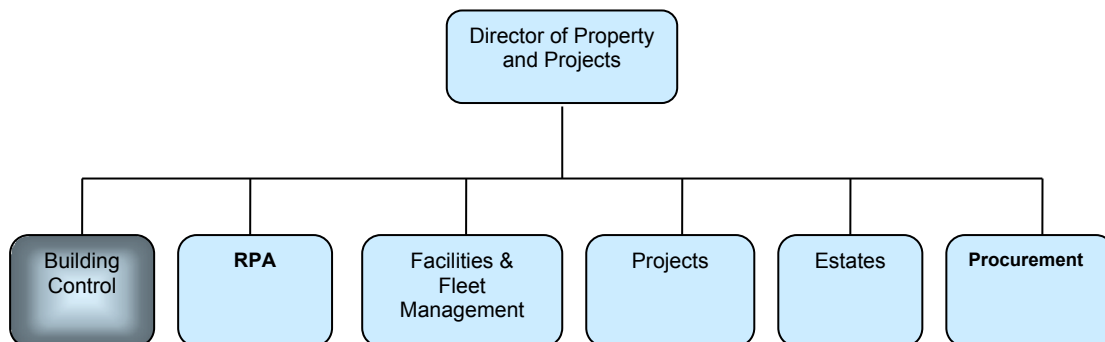 Director of Property
and Projects
Building
Control
RPA
Facilities &
Fleet
Management
Projects
Estates
Procurement